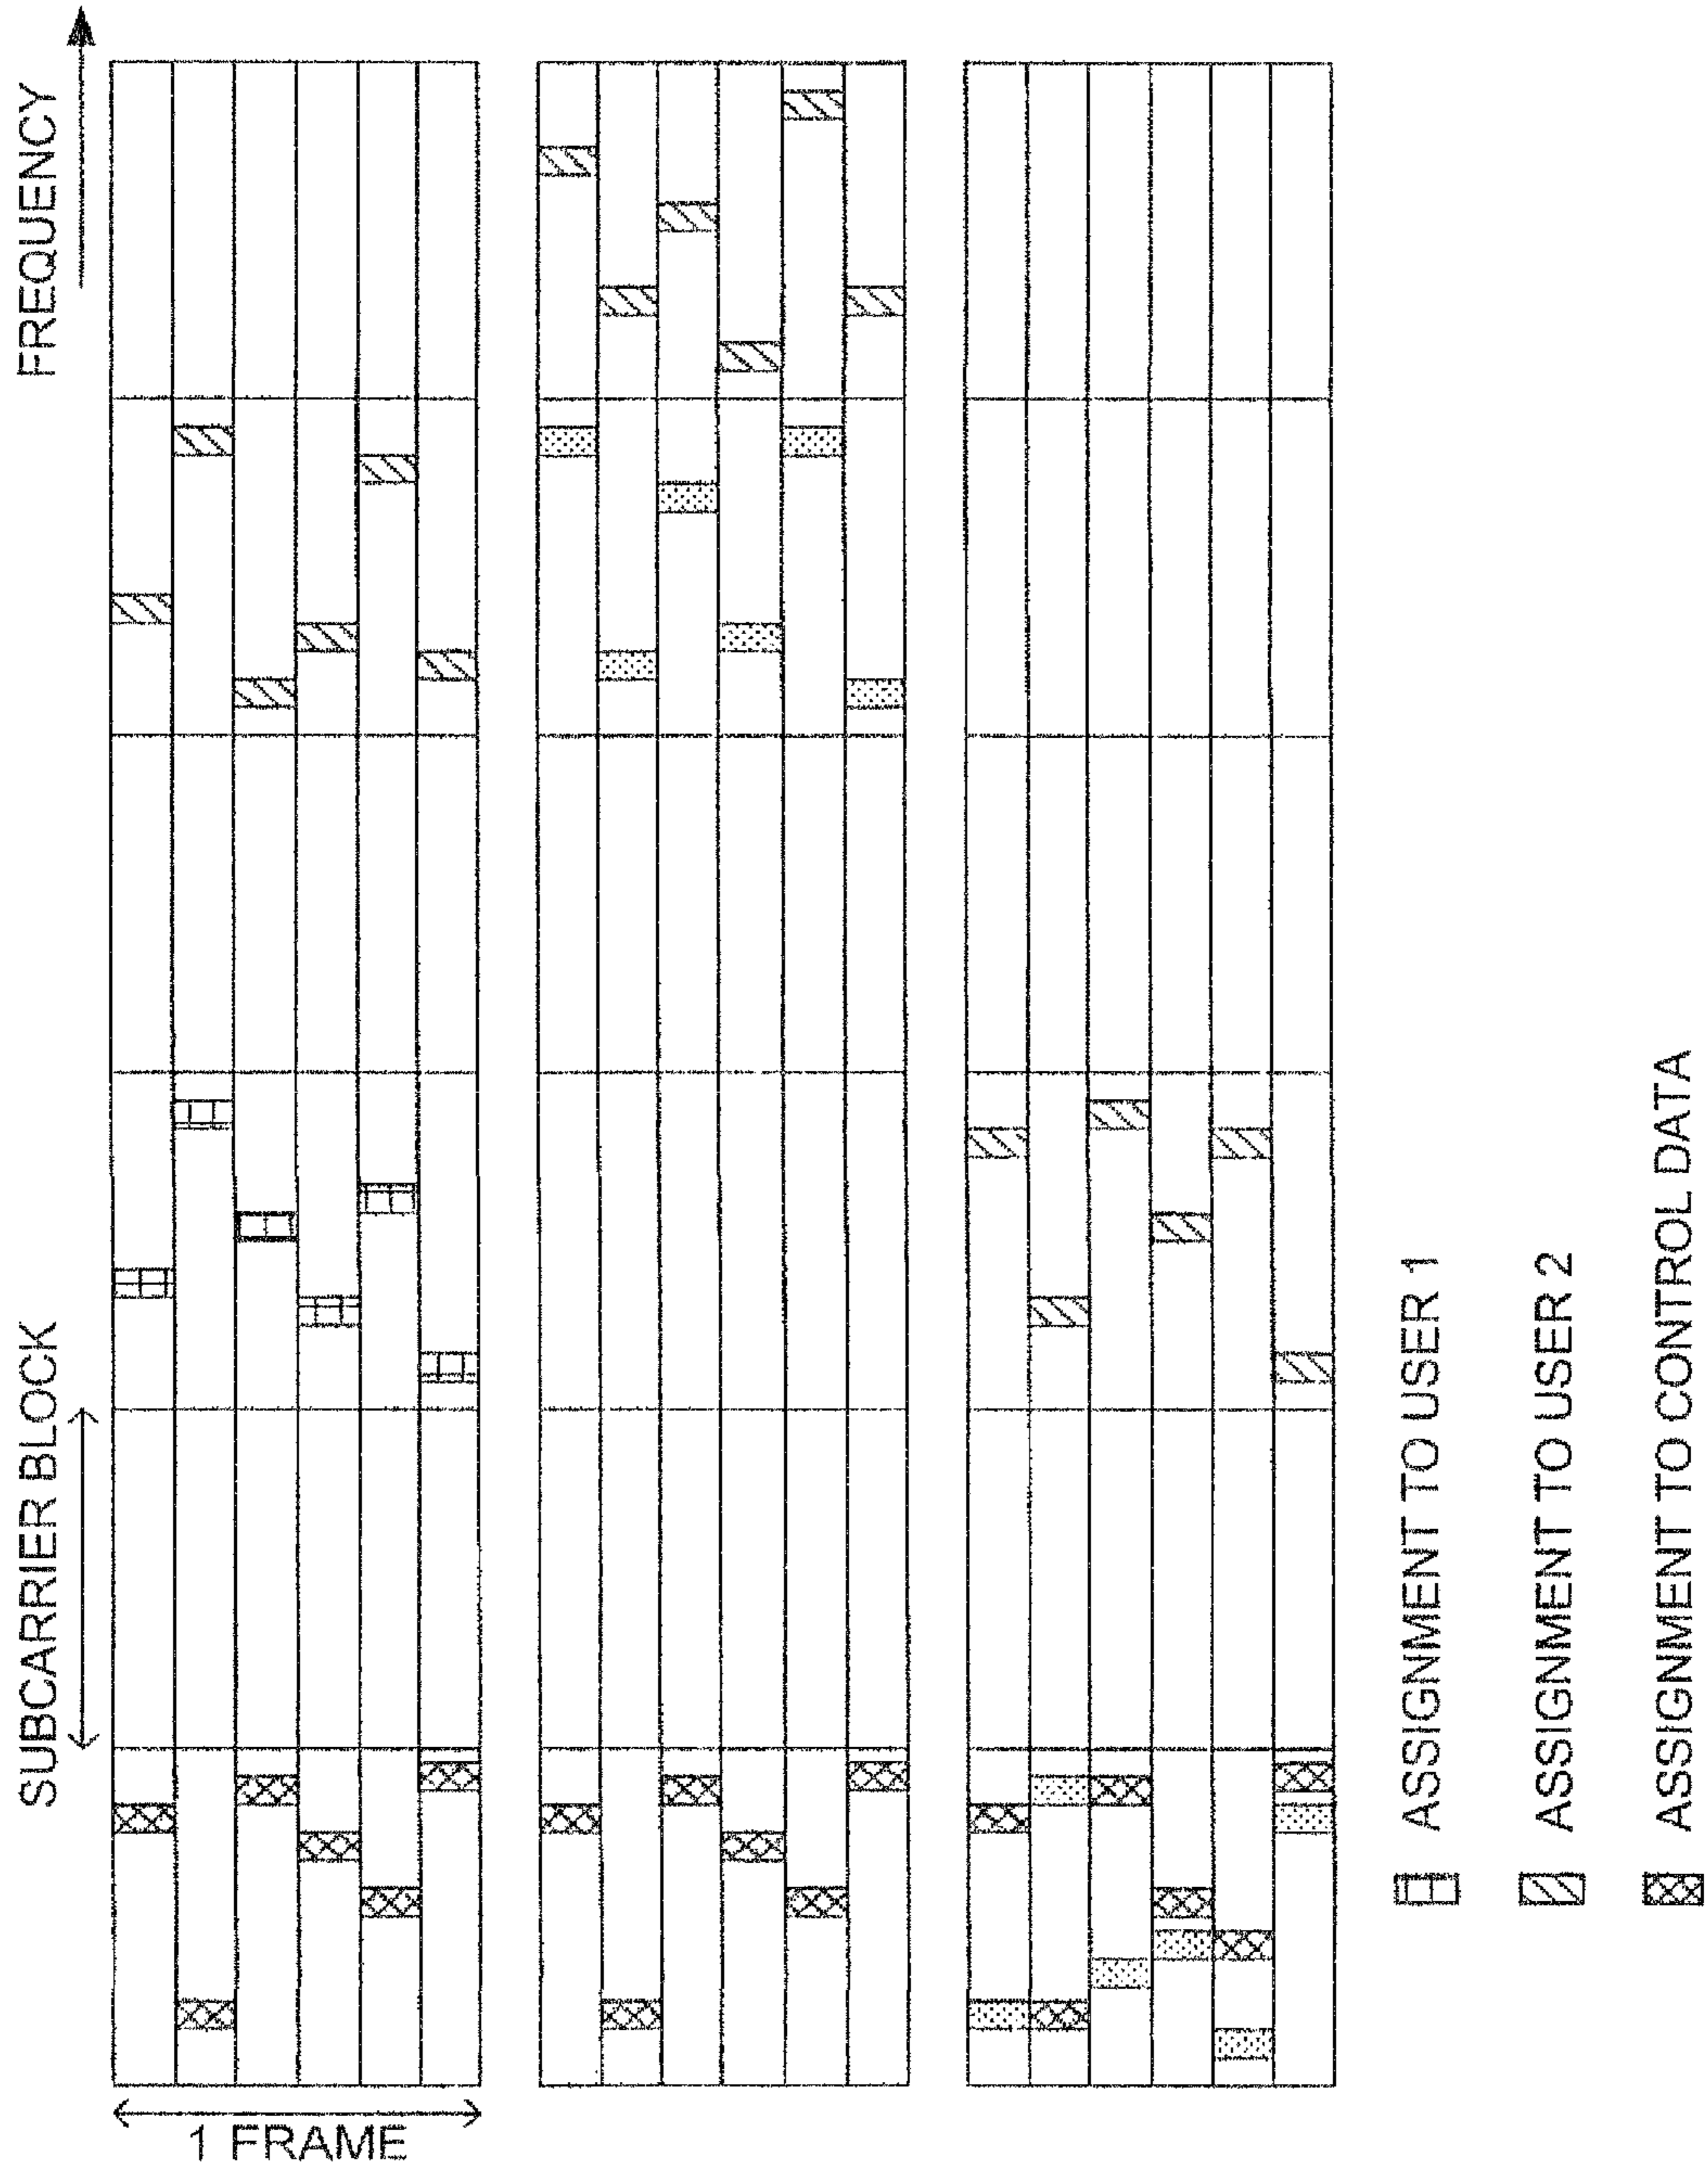 SUBCARRIER BLOCK
FREQUENCY
1 FRAME
ASSIGNMENT TO USER 1
ASSIGNMENT TO USER 2
ASSIGNMENT TO CONTROL DATA